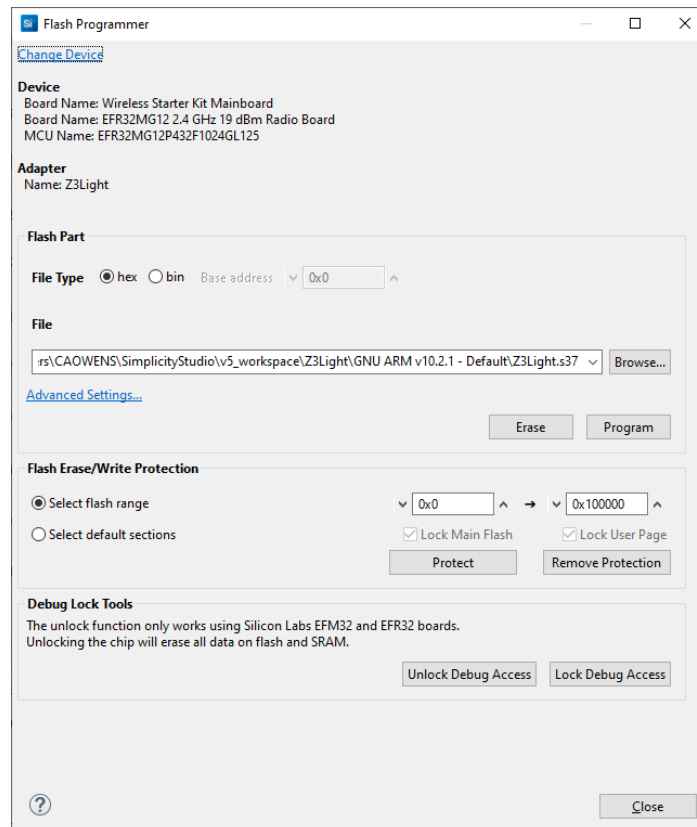 Si Flash Programmer
Change Device
Device
Board Name: Wireless Starter Kit Mainboard
Board Name: EFR32MG12 2.4 GHz 19 dBm Radio Board
MCU Name: EFR32MG12P432F1024GL125
Adapter
Name: Z3Light
Flash Part
File Type hex bin Base address 0x0
File
:rs\CAOWENS\SimplicityStudio\v5_workspace\Z3Light\GNU ARM v10.2.1 - Default\Z3Light.s37 Browse...
Advanced Settings...
Erase Program
Flash Erase/Write Protection
Select flash range 0x0 → 0x100000
Select default sections Lock Main Flash Lock User Page
Protect Remove Protection
Debug Lock Tools
The unlock function only works using Silicon Labs EFM32 and EFR32 boards.
Unlocking the chip will erase all data on flash and SRAM.
Unlock Debug Access Lock Debug Access
? Close